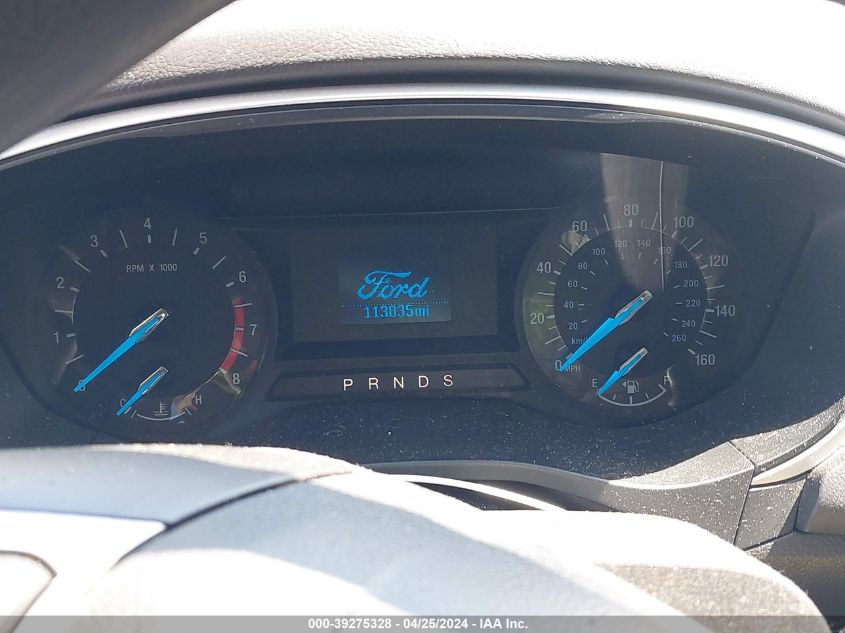 0 1 2 3 4 5 6 7 8
RPM X 1000
C H
Ford
113835mi
P R N D S
0 20 40 60 80 100 120 140 160
MPH
20 40 60 80 100 120 140 160 180 200 220 240 260
km/h
E F
000-39275328 - 04/25/2024 - IAA Inc.